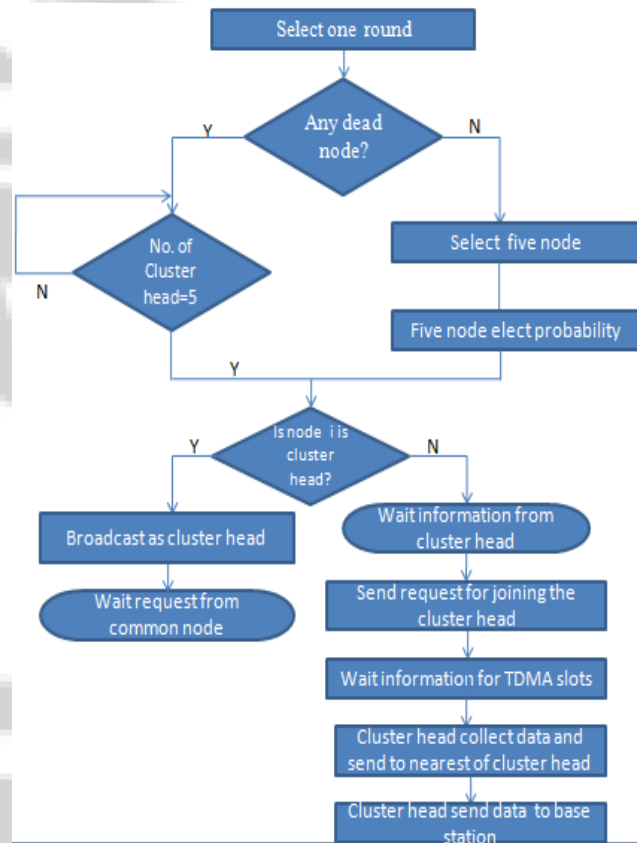 Select one round
Any dead
node?
Y
N
No. of
Cluster
head=5
N
Select five node
Five node elect probability
Y
Is node i is
cluster
head?
Y
N
Broadcast as cluster head
Wait request from
common node
Wait information from
cluster head
Send request for joining the
cluster head
Wait information for TDMA slots
Cluster head collect data and
send to nearest of cluster head
Cluster head send data to base
station